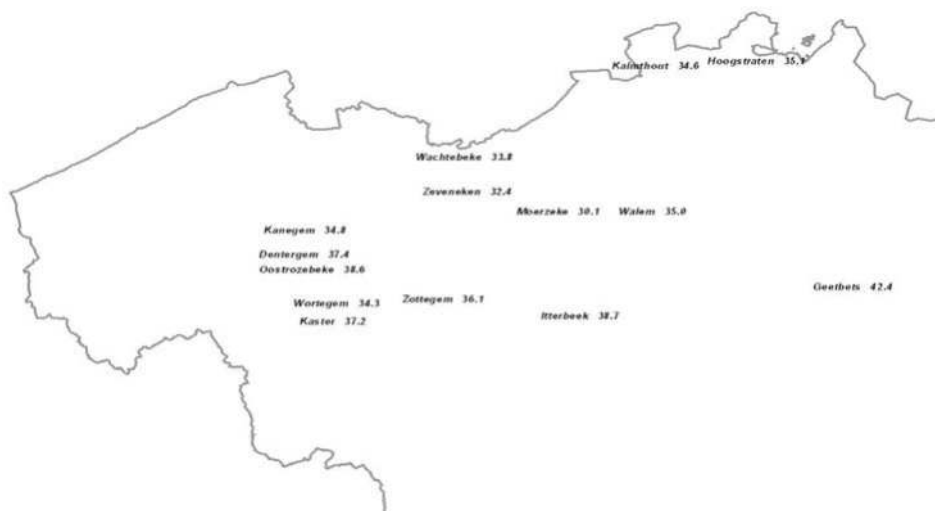 Kalmthout 34.6
Hoogstraten 35.1
Wachtebeke 33.8
Zeveneken 32.4
Moerzeke 30.1
Walem 35.0
Kanegem 34.8
Dentergem 37.4
Oostrozebeke 38.6
Geetbets 42.4
Wortegem 34.3
Zottegem 36.1
Kaster 37.2
Itterbeek 38.7